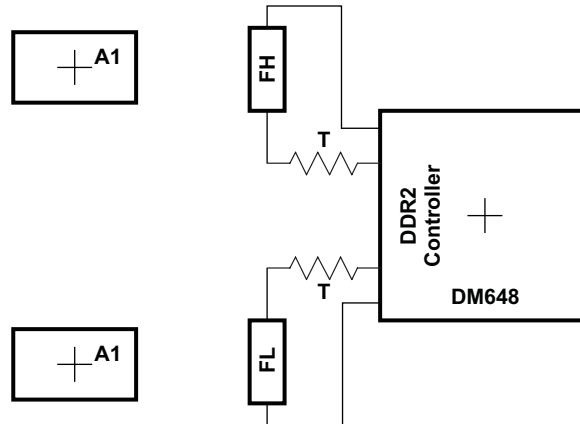 A1
FH
T
DDR2
Controller
DM648
T
A1
FL